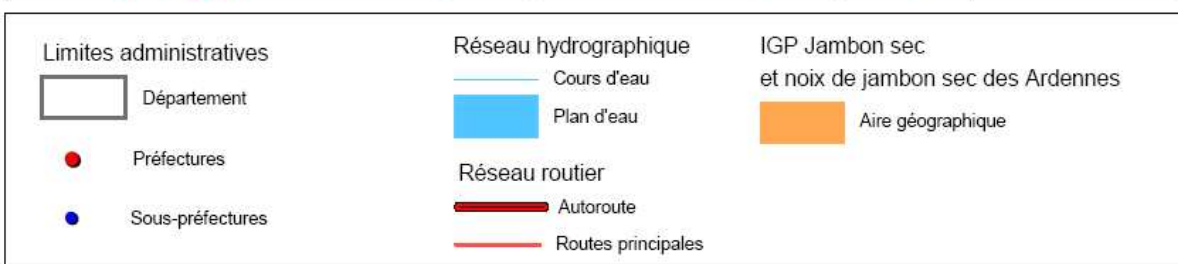 Limites administratives
Département
Préfectures
Sous-préfectures
Réseau hydrographique
Cours d'eau
Plan d'eau
Réseau routier
Autoroute
Routes principales
IGP Jambon sec
et noix de jambon sec des Ardennes
Aire géographique